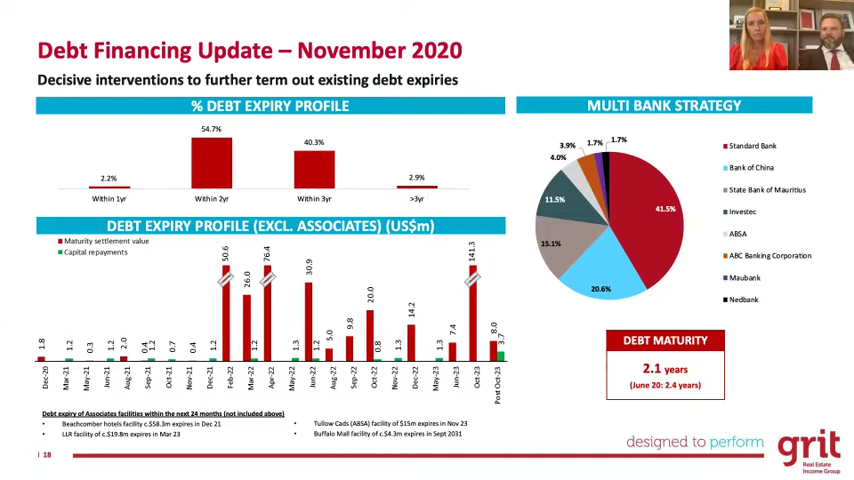 Debt Financing Update – November 2020
Decisive interventions to further term out existing debt expiries
% DEBT EXPIRY PROFILE
54.7%
40.3%
2.2%
2.9%
Within 1yr
Within 2yr
Within 3yr
>3yr
DEBT EXPIRY PROFILE (EXCL. ASSOCIATES) (US$m)
Maturity settlement value
Capital repayments
1.8
1.2
0.3
1.2
2.0
0.4
1.2
0.7
0.4
1.2
50.6
26.0
1.2
76.4
1.3
30.9
1.2
5.0
9.8
20.0
0.8
1.3
14.2
1.3
7.4
141.3
8.0
3.7
Dec-20
Mar-21
May-21
Jun-21
Aug-21
Sep-21
Oct-21
Nov-21
Dec-21
Feb-22
Mar-22
Apr-22
May-22
Jun-22
Aug-22
Sep-22
Oct-22
Nov-22
Dec-22
May-23
Jun-23
Oct-23
Post Oct-23
Debt expiry of Associates facilities within the next 24 months (not included above)
• Beachcomber hotels facility c.$58.3m expires in Dec 21
• LLR facility of c.$19.8m expires in Mar 23
• Tullow Cads (ABSA) facility of $15m expires in Nov 23
• Buffalo Mall facility of c.$4.3m expires in Sept 2031
MULTI BANK STRATEGY
41.5%
20.6%
15.1%
11.5%
4.0%
3.9%
1.7%
1.7%
Standard Bank
Bank of China
State Bank of Mauritius
Investec
ABSA
ABC Banking Corporation
Maubank
Nedbank
DEBT MATURITY
2.1 years
(June 20: 2.4 years)
designed to perform
grit
Real Estate
Income Group
18